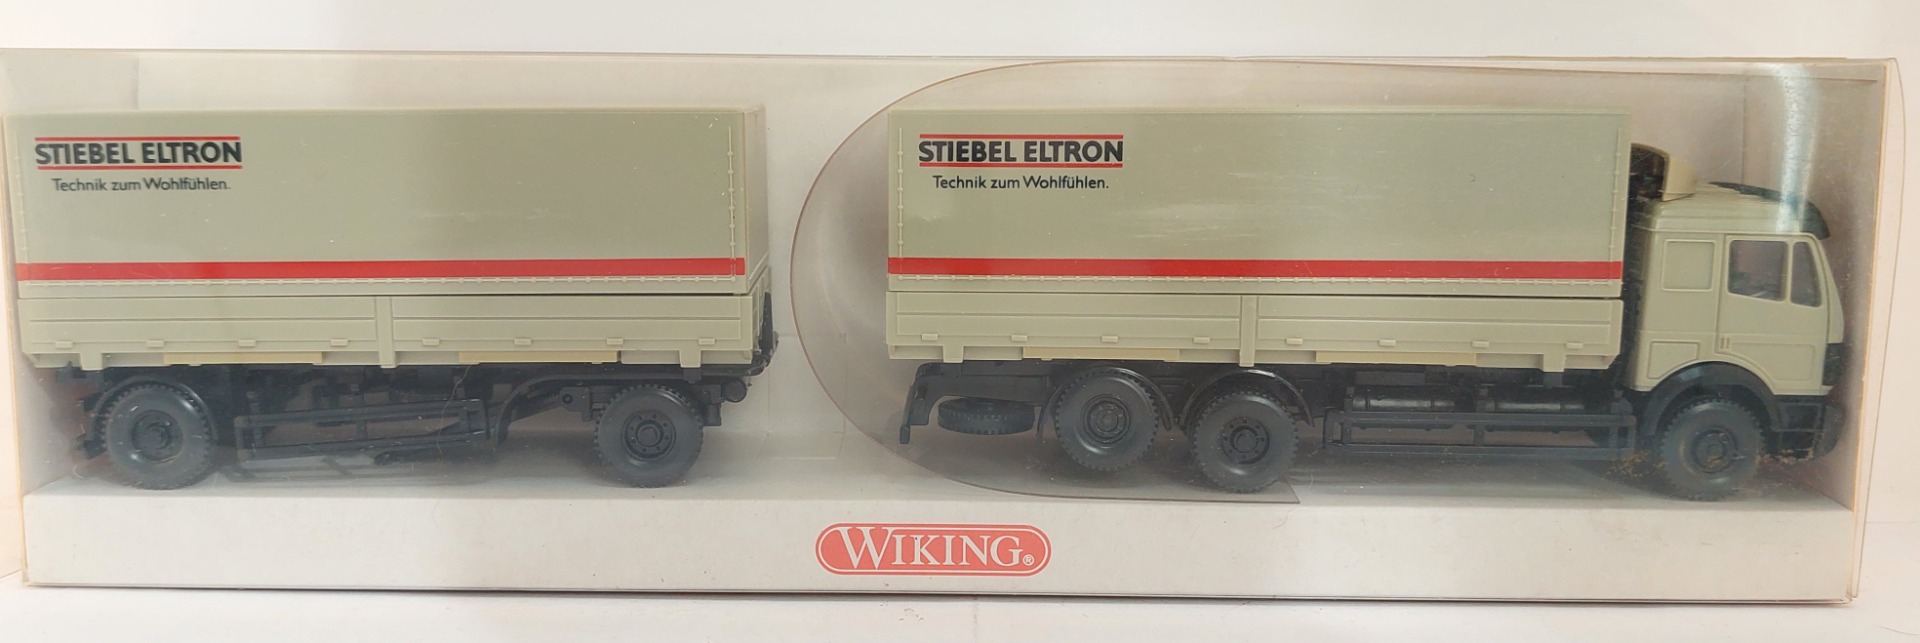 STIEBEL ELTRON
Technik zum Wohlfühlen.
STIEBEL ELTRON
Technik zum Wohlfühlen.
WIKING®